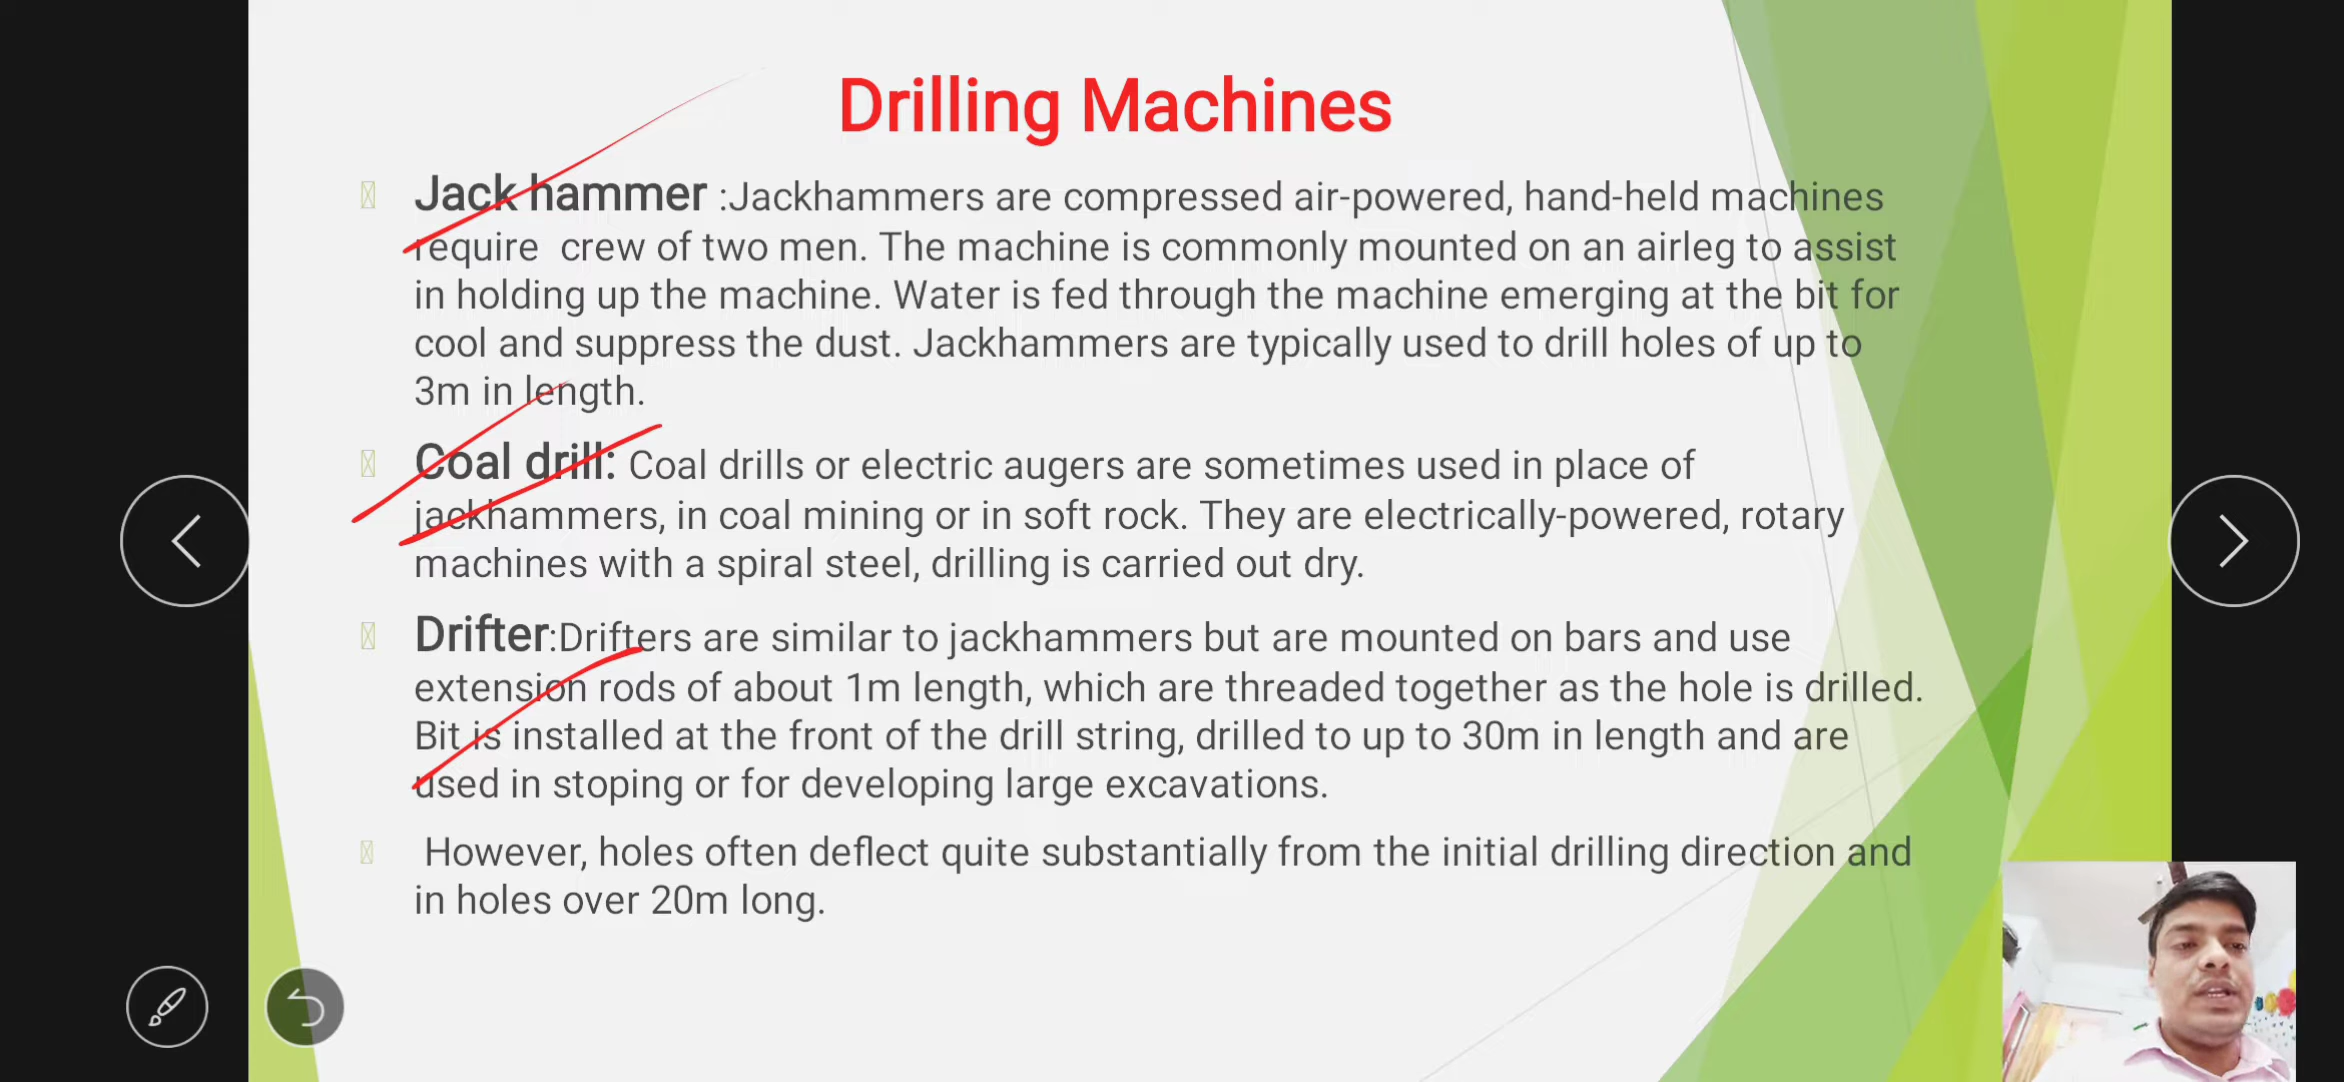 Drilling Machines
Jack hammer :Jackhammers are compressed air-powered, hand-held machines
require crew of two men. The machine is commonly mounted on an airleg to assist
in holding up the machine. Water is fed through the machine emerging at the bit for
cool and suppress the dust. Jackhammers are typically used to drill holes of up to
3m in length.
Coal drill: Coal drills or electric augers are sometimes used in place of
jackhammers, in coal mining or in soft rock. They are electrically-powered, rotary
machines with a spiral steel, drilling is carried out dry.
Drifter:Drifters are similar to jackhammers but are mounted on bars and use
extension rods of about 1m length, which are threaded together as the hole is drilled.
Bit is installed at the front of the drill string, drilled to up to 30m in length and are
used in stoping or for developing large excavations.
However, holes often deflect quite substantially from the initial drilling direction and
in holes over 20m long.